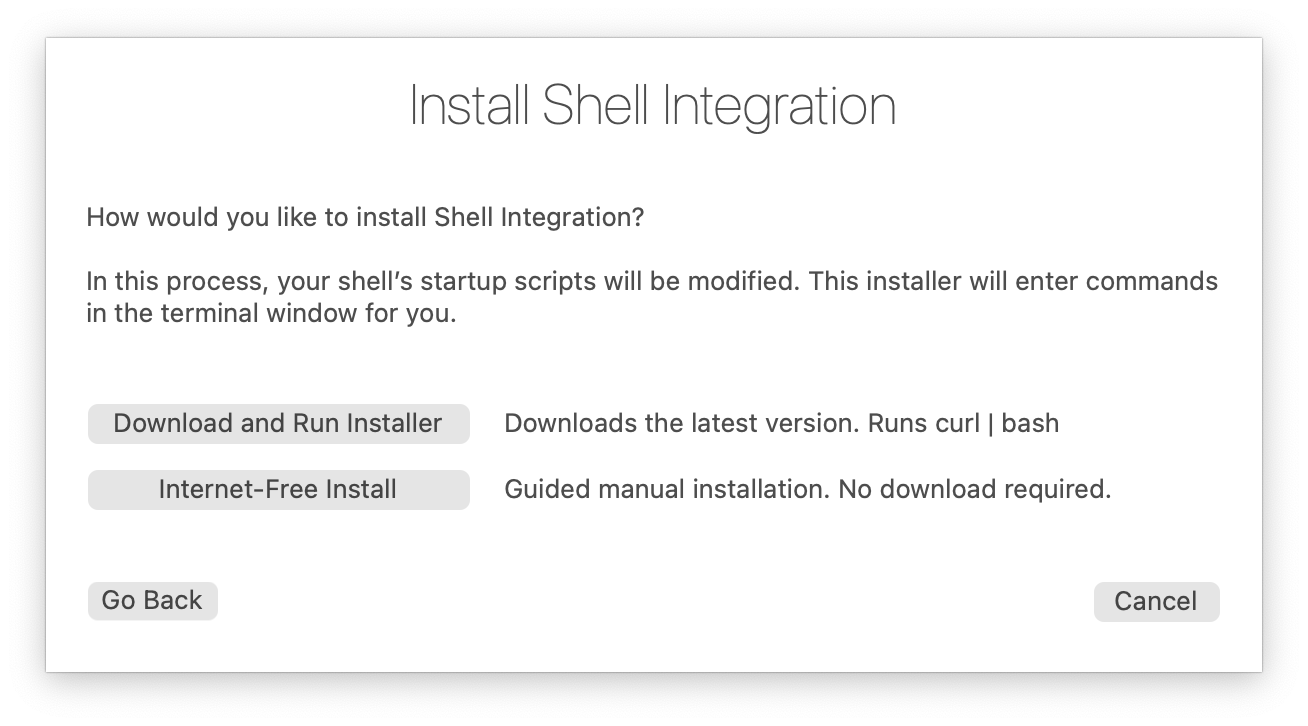 Install Shell Integration
How would you like to install Shell Integration?
In this process, your shell’s startup scripts will be modified. This installer will enter commands
in the terminal window for you.
Download and Run Installer Downloads the latest version. Runs curl | bash
Internet-Free Install Guided manual installation. No download required.
Go Back Cancel